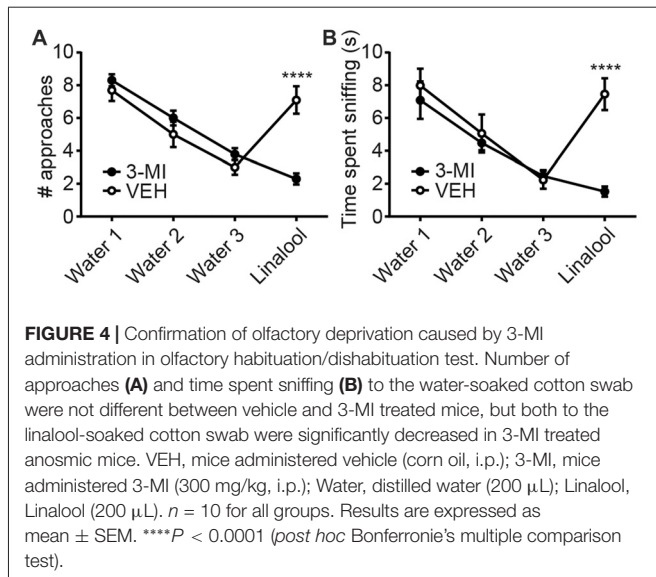 A
B
10
8
6
4
2
0
# approaches
****
3-MI
VEH
Water 1
Water 2
Water 3
Linalool
10
8
6
4
2
0
Time spent sniffing (s)
****
3-MI
VEH
Water 1
Water 2
Water 3
Linalool
FIGURE 4 | Confirmation of olfactory deprivation caused by 3-MI
administration in olfactory habituation/dishabituation test. Number of
approaches (A) and time spent sniffing (B) to the water-soaked cotton swab
were not different between vehicle and 3-MI treated mice, but both to the
linalool-soaked cotton swab were significantly decreased in 3-MI treated
anosmic mice. VEH, mice administered vehicle (corn oil, i.p.); 3-MI, mice
administered 3-MI (300 mg/kg, i.p.); Water, distilled water (200 μL); Linalool,
Linalool (200 μL). n = 10 for all groups. Results are expressed as
mean ± SEM. ****P < 0.0001 (post hoc Bonferronie's multiple comparison
test).